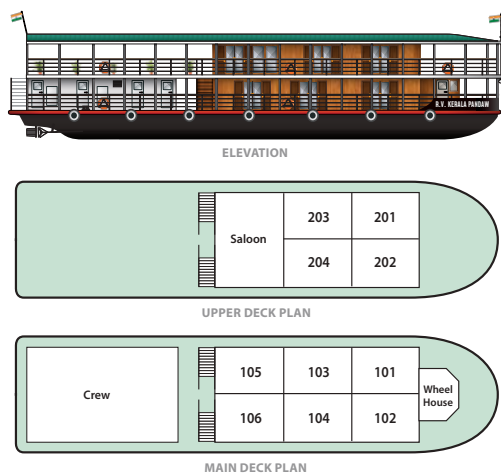 R.V. KERALA PANDAW
ELEVATION
Saloon
203
201
204
202
UPPER DECK PLAN
Crew
105
103
101
Wheel
House
106
104
102
MAIN DECK PLAN